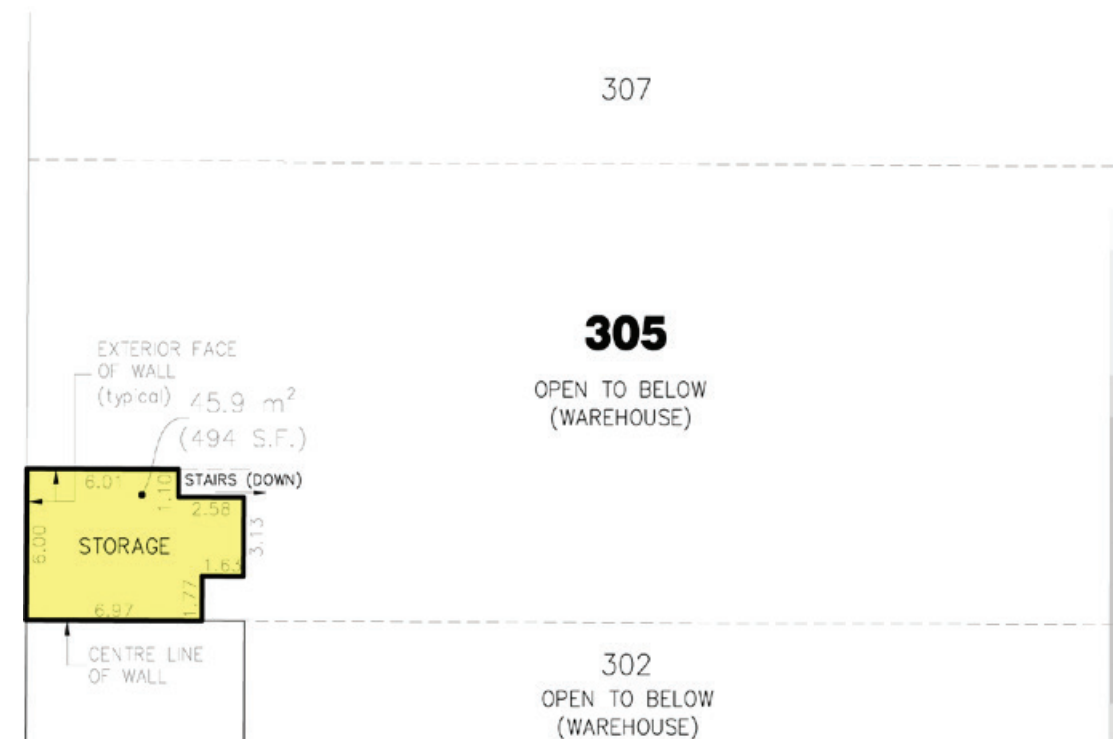 307
305
OPEN TO BELOW
(WAREHOUSE)
EXTERIOR FACE
OF WALL
(typical)
45.9 m²
(494 S.F.)
6.01
1.10
STAIRS (DOWN)
2.58
6.00
STORAGE
3.13
1.63
1.77
6.97
CENTRE LINE
OF WALL
302
OPEN TO BELOW
(WAREHOUSE)